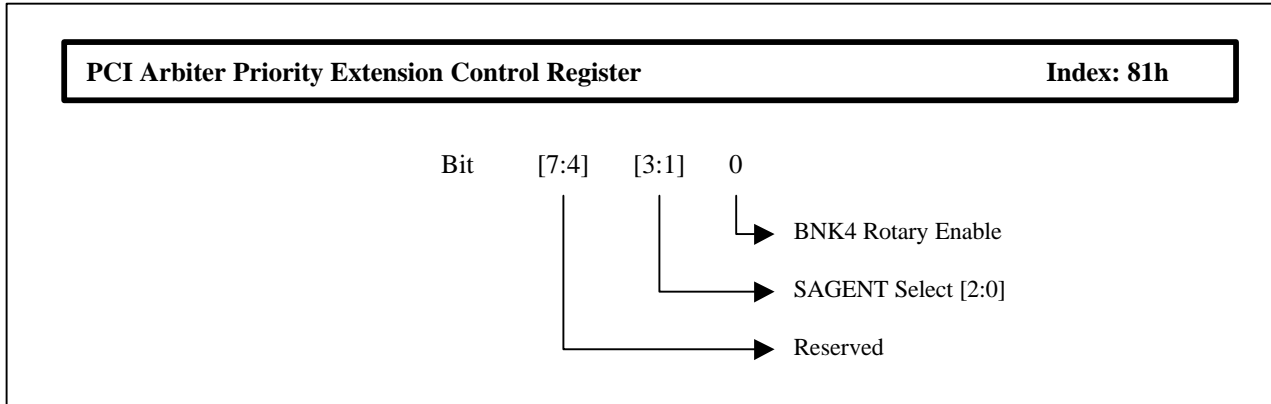 PCI Arbiter Priority Extension Control Register Index: 81h
Bit [7:4] [3:1] 0
BNK4 Rotary Enable
SAGENT Select [2:0]
Reserved